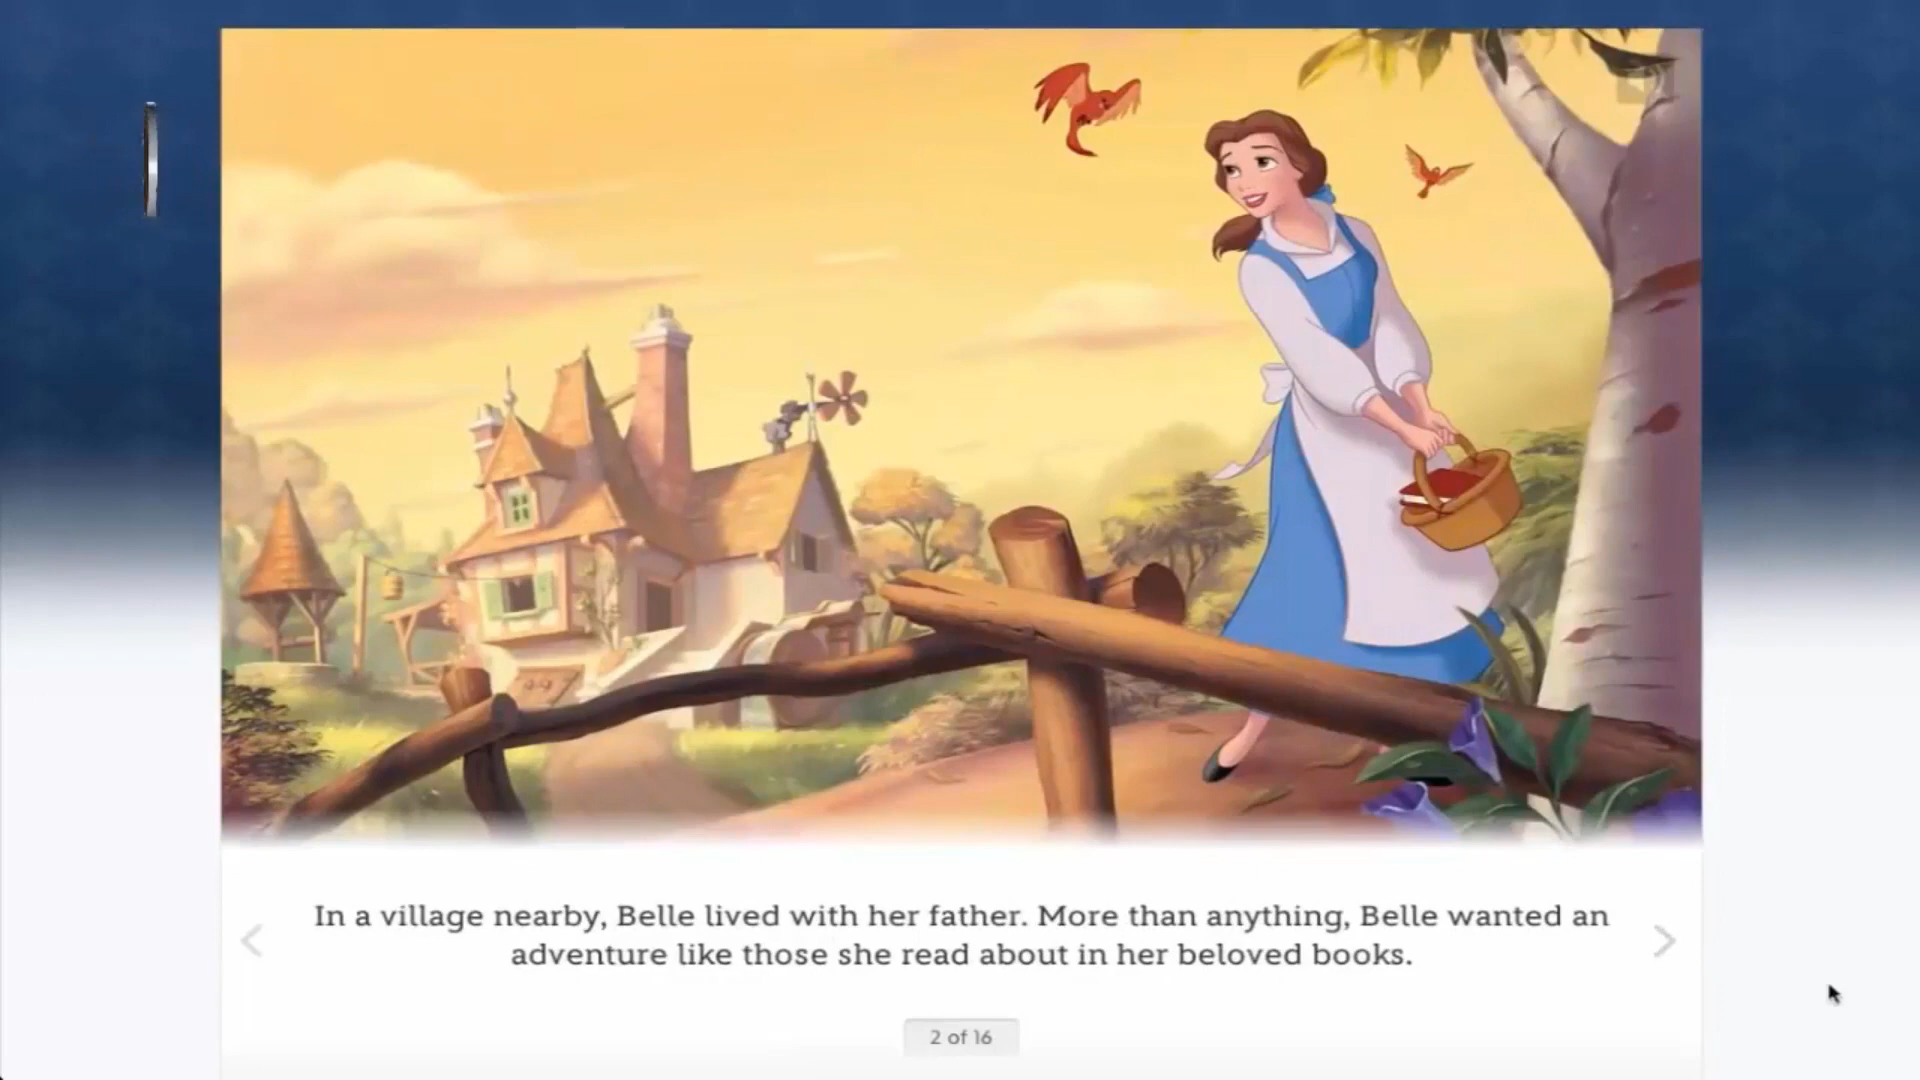 In a village nearby, Belle lived with her father. More than anything, Belle wanted an
adventure like those she read about in her beloved books.
2 of 16